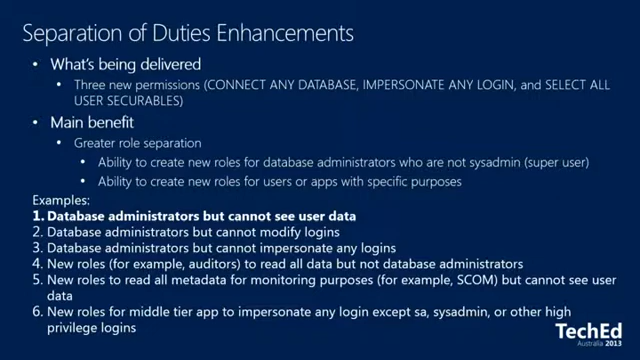 Separation of Duties Enhancements
• What's being delivered
• Three new permissions (CONNECT ANY DATABASE, IMPERSONATE ANY LOGIN, and SELECT ALL
USER SECURABLES)
• Main benefit
• Greater role separation
• Ability to create new roles for database administrators who are not sysadmin (super user)
• Ability to create new roles for users or apps with specific purposes
Examples:
1. Database administrators but cannot see user data
2. Database administrators but cannot modify logins
3. Database administrators but cannot impersonate any logins
4. New roles (for example, auditors) to read all data but not database administrators
5. New roles to read all metadata for monitoring purposes (for example, SCOM) but cannot see user
data
6. New roles for middle tier app to impersonate any login except sa, sysadmin, or other high
privilege logins
TechEd
Australia 2013